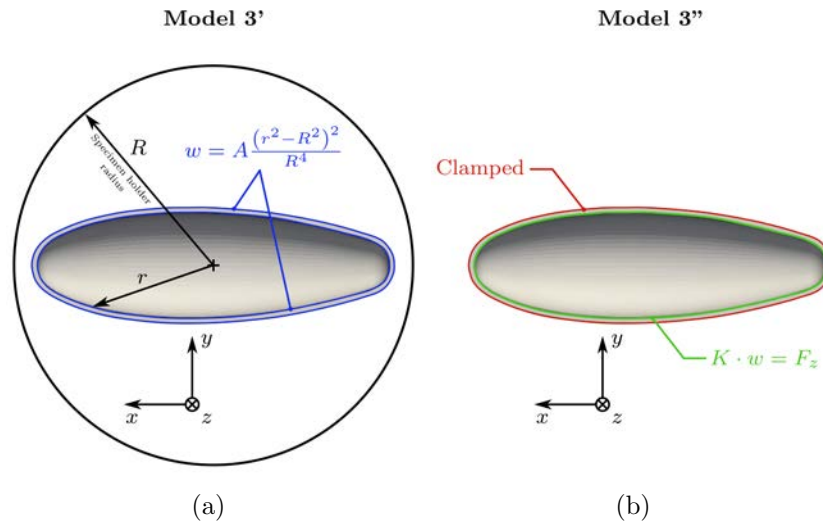 Model 3'
Model 3"
R
Specimen holder
radius
w = A (r² − R²)² / R⁴
r
y
x
z
Clamped
K · w = F_z
y
x
z
(a)
(b)